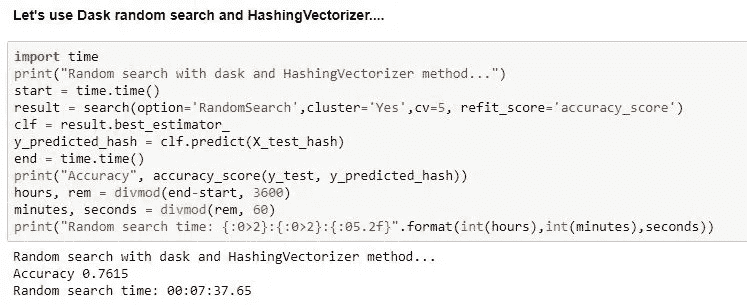 Let's use Dask random search and HashingVectorizer....
import time
print("Random search with dask and HashingVectorizer method...")
start = time.time()
result = search(option='RandomSearch',cluster='Yes',cv=5, refit_score='accuracy_score')
clf = result.best_estimator_
y_predicted_hash = clf.predict(X_test_hash)
end = time.time()
print("Accuracy", accuracy_score(y_test, y_predicted_hash))
hours, rem = divmod(end-start, 3600)
minutes, seconds = divmod(rem, 60)
print("Random search time: {:0>2}:{:0>2}:{:05.2f}".format(int(hours),int(minutes),seconds))
Random search with dask and HashingVectorizer method...
Accuracy 0.7615
Random search time: 00:07:37.65